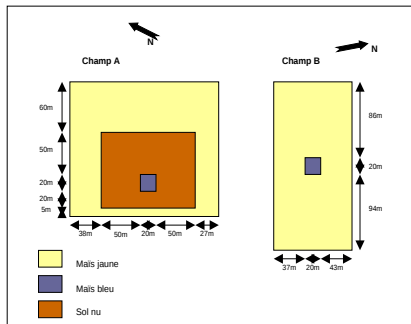 N
N
Champ A
Champ B
60m
50m
20m
20m
5m
38m
50m
20m
50m
27m
86m
20m
94m
37m
20m
43m
Maïs jaune
Maïs bleu
Sol nu